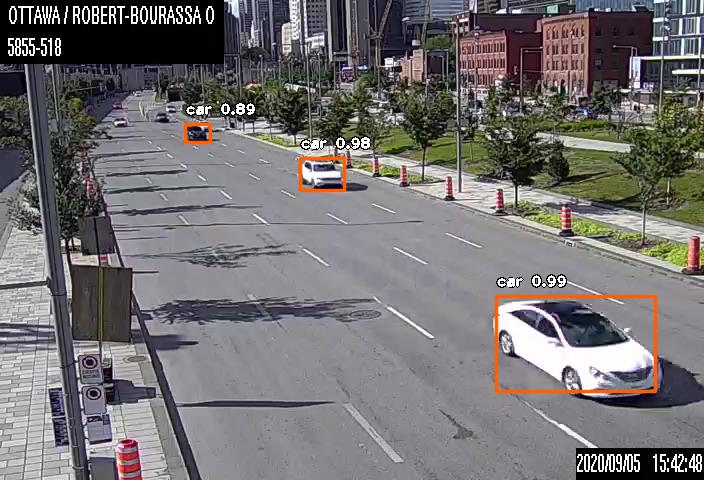 OTTAWA / ROBERT-BOURASSA O
5855-518
car 0.89
car 0.98
car 0.99
2020/09/05 15:42:48